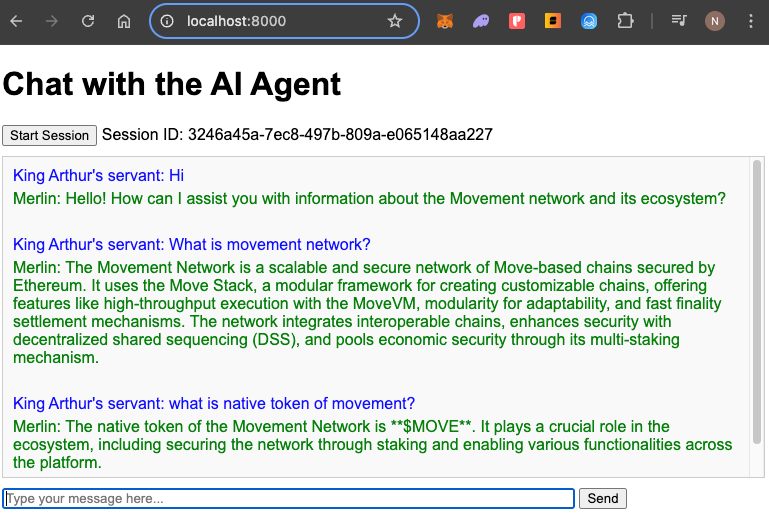 localhost:8000
N
Chat with the AI Agent
Start Session Session ID: 3246a45a-7ec8-497b-809a-e065148aa227
King Arthur's servant: Hi
Merlin: Hello! How can I assist you with information about the Movement network and its ecosystem?
King Arthur's servant: What is movement network?
Merlin: The Movement Network is a scalable and secure network of Move-based chains secured by
Ethereum. It uses the Move Stack, a modular framework for creating customizable chains, offering
features like high-throughput execution with the MoveVM, modularity for adaptability, and fast finality
settlement mechanisms. The network integrates interoperable chains, enhances security with
decentralized shared sequencing (DSS), and pools economic security through its multi-staking
mechanism.
King Arthur's servant: what is native token of movement?
Merlin: The native token of the Movement Network is **$MOVE**. It plays a crucial role in the
ecosystem, including securing the network through staking and enabling various functionalities across
the platform.
Type your message here... Send